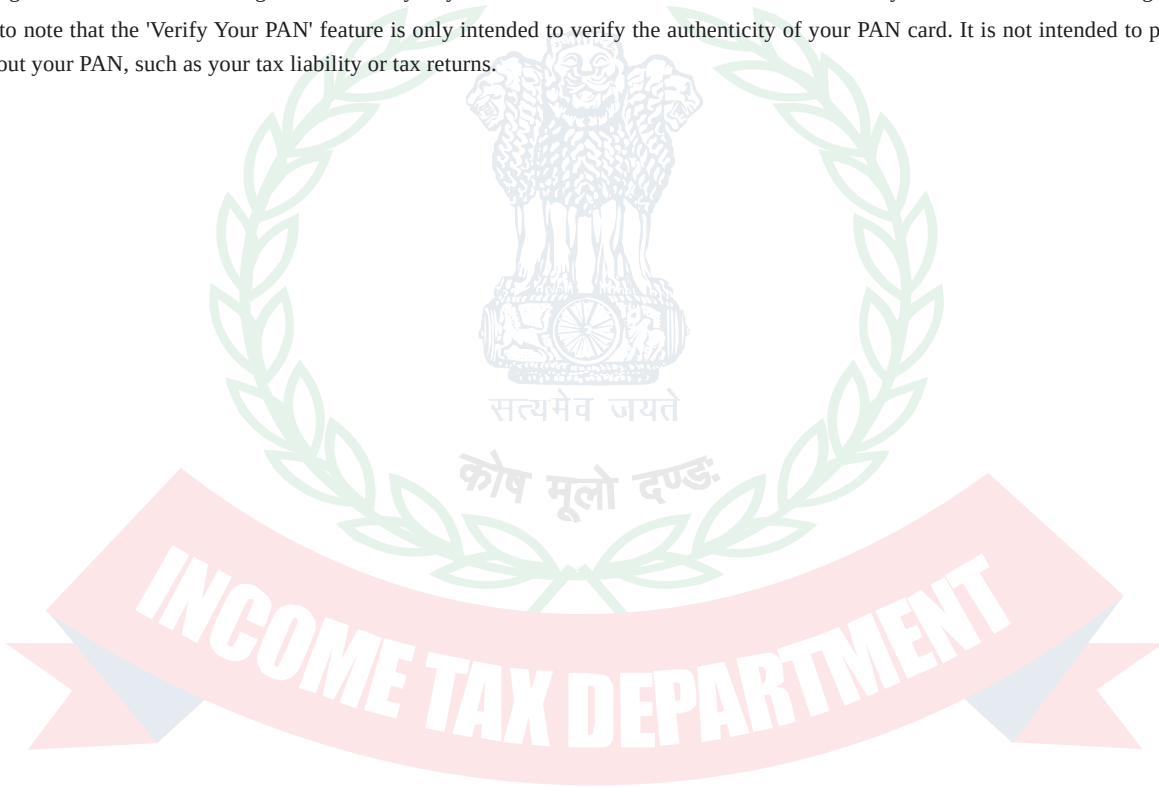 to note that the 'Verify Your PAN' feature is only intended to verify the authenticity of your PAN card. It is not intended to p
out your PAN, such as your tax liability or tax returns.
सत्यमेव जयते
कोष मूलो दण्डः
INCOME TAX DEPARTMENT